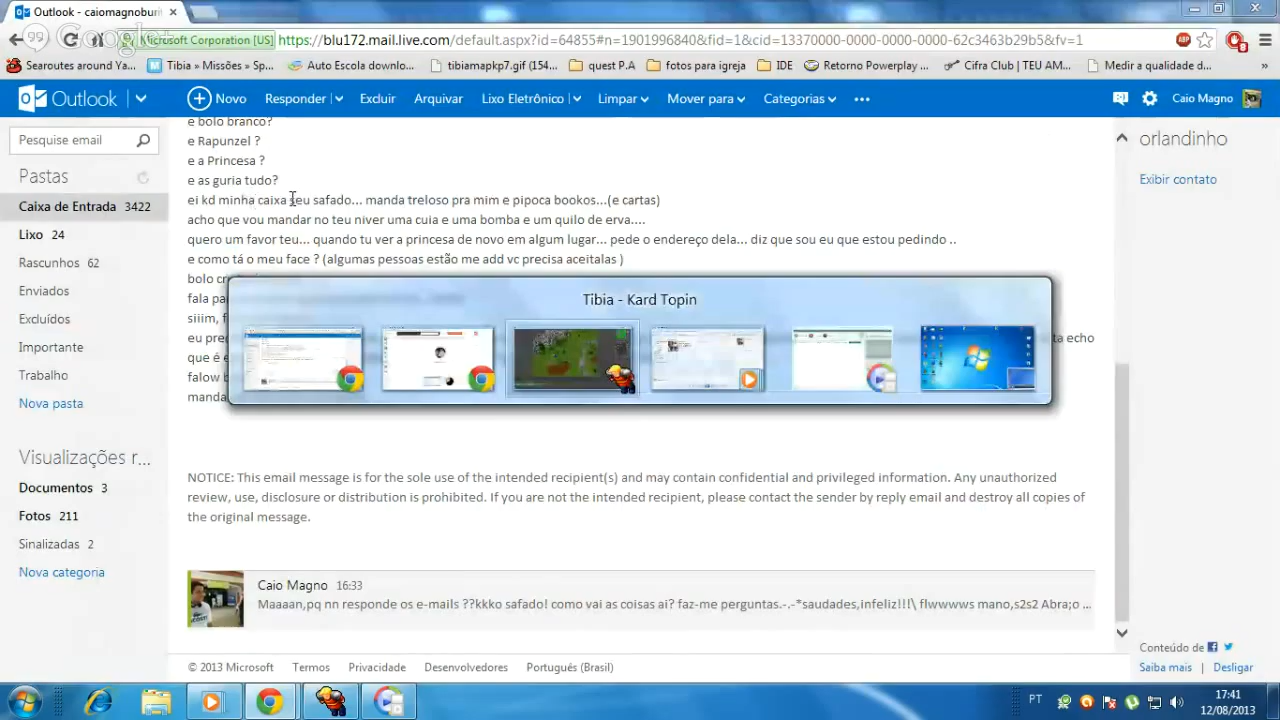 Outlook - caiomagnoburit
Microsoft Corporation [US]
https://blu172.mail.live.com/default.aspx?id=64855#n=1901996840&fid=1&cid=13370000-0000-0000-0000-62c3463b29b5&fv=1
Searoutes around Ya...
Tibia » Missões » Sp...
Auto Escola downlo...
tibiamapkp7.gif (154...
quest P.A
fotos para igreja
IDE
Retorno Powerplay ...
Cifra Club | TEU AM...
Medir a qualidade d...
Outlook
Novo
Responder
Excluir
Arquivar
Lixo Eletrônico
Limpar
Mover para
Categorias
Caio Magno
Pesquise email
Pastas
Caixa de Entrada 3422
Lixo 24
Rascunhos 62
Enviados
Excluídos
Importante
Trabalho
Nova pasta
Visualizações r...
Documentos 3
Fotos 211
Sinalizadas 2
Nova categoria
e bolo branco?
e Rapunzel ?
e a Princesa ?
e as guria tudo?
ei kd minha caixa seu safado... manda treloso pra mim e pipoca bookos...(e cartas)
acho que vou mandar no teu niver uma cuia e uma bomba e um quilo de erva....
quero um favor teu... quando tu ver a princesa de novo em algum lugar... pede o endereço dela... diz que sou eu que estou pedindo ..
e como tá o meu face ? (algumas pessoas estão me add vc precisa aceitalas )
bolo
fala
siiim,
eu
echo
que é
falow
manda
Tibia - Kard Topin
NOTICE: This email message is for the sole use of the intended recipient(s) and may contain confidential and privileged information. Any unauthorized
review, use, disclosure or distribution is prohibited. If you are not the intended recipient, please contact the sender by reply email and destroy all copies of
the original message.
Caio Magno 16:33
Maaaan,pq nn responde os e-mails ??kkko safado! como vai as coisas ai? faz-me perguntas.-.-*saudades,infeliz!!!\ flwwwws mano,s2s2 Abra;o ...
orlandinho
Exibir contato
Conteúdo de
Saiba mais
Desligar
© 2013 Microsoft
Termos
Privacidade
Desenvolvedores
Português (Brasil)
PT
17:41
12/08/2013